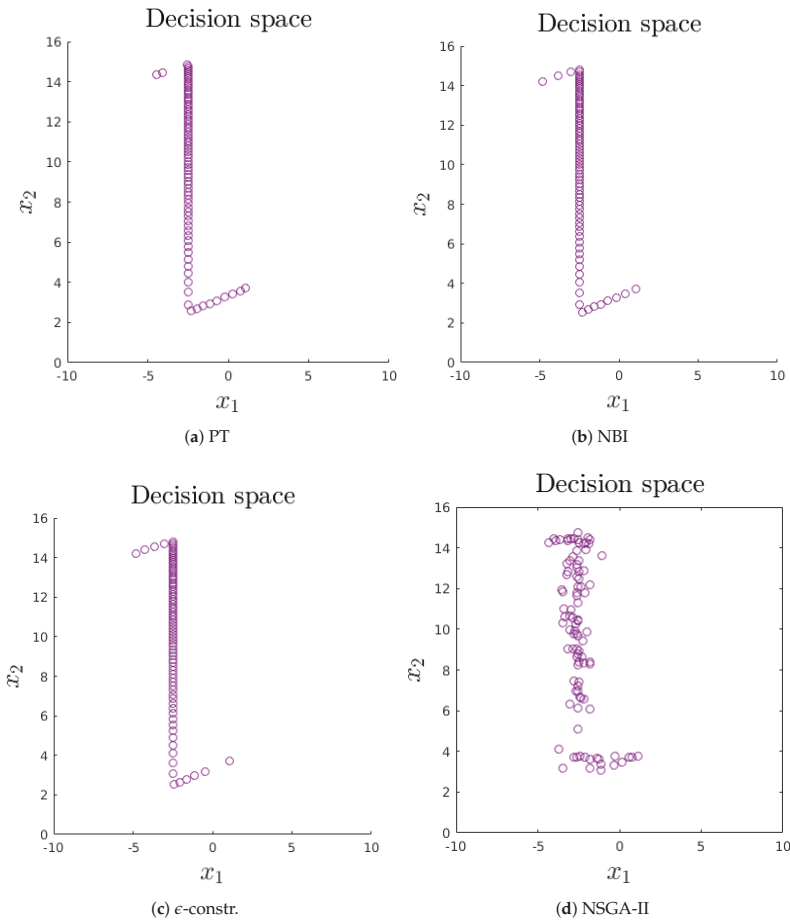 Decision space
16
14
12
10
8
6
4
2
0
x₂
-10 -5 0 5 10
x₁
(a) PT
Decision space
16
14
12
10
8
6
4
2
0
x₂
-10 -5 0 5 10
x₁
(b) NBI
Decision space
16
14
12
10
8
6
4
2
0
x₂
-10 -5 0 5 10
x₁
(c) ϵ-constr.
Decision space
16
14
12
10
8
6
4
2
0
x₂
-10 -5 0 5 10
x₁
(d) NSGA-II